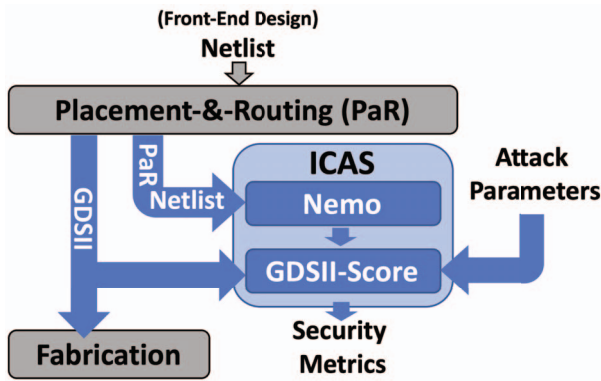 (Front-End Design)
Netlist
Placement-&-Routing (PaR)
GDSII
PaR
Netlist
ICAS
Nemo
GDSII-Score
Attack
Parameters
Security
Metrics
Fabrication